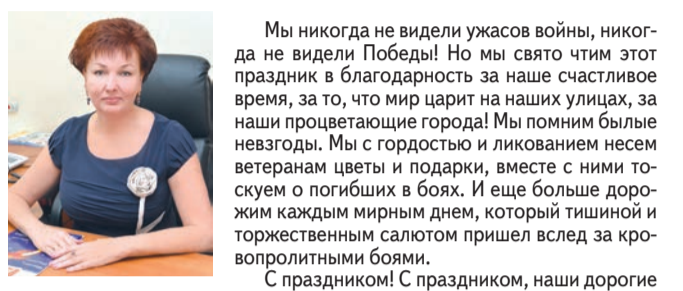 Мы никогда не видели ужасов войны, никог-
да не видели Победы! Но мы свято чтим этот
праздник в благодарность за наше счастливое
время, за то, что мир царит на наших улицах, за
наши процветающие города! Мы помним былые
невзгоды. Мы с гордостью и ликованием несем
ветеранам цветы и подарки, вместе с ними то-
скуем о погибших в боях. И еще больше доро-
жим каждым мирным днем, который тишиной и
торжественным салютом пришел вслед за кро-
вопролитными боями.
С праздником! С праздником, наши дорогие